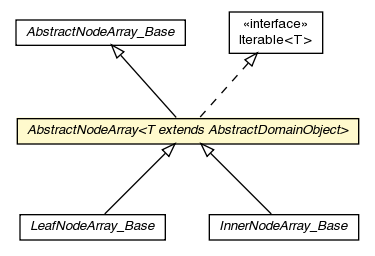 AbstractNodeArray_Base
«interface»
Iterable<T>
AbstractNodeArray<T extends AbstractDomainObject>
LeafNodeArray_Base
InnerNodeArray_Base